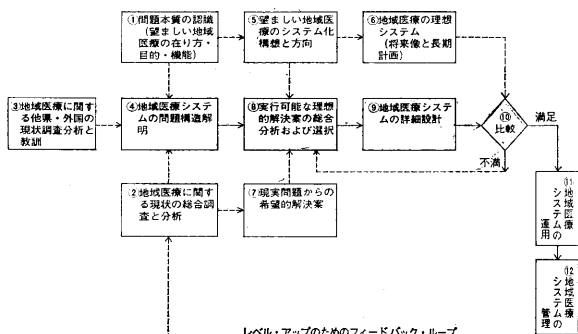 ①問題本質の認識
(望ましい地域
医療の在り方・
目的・機能)
⑤望ましい地域医
療のシステム化
構想と方向
⑥地域医療の理想
システム
(将来像と長期
計画)
③地域医療に関す
る他県・外国の
現状調査分析と
教訓
④地域医療システ
ムの問題構造解
明
⑧実行可能な理想
的解決案の総合
分析および選択
⑨地域医療システ
ムの詳細設計
⑩
比較
満足
不満
②地域医療に関す
る現状の総合調
査と分析
⑦現実問題からの
希望的解決案
⑪地域医療
システムの
運用
⑫地域医療
システムの
管理
レベル・アップのためのフィードバック・ループ